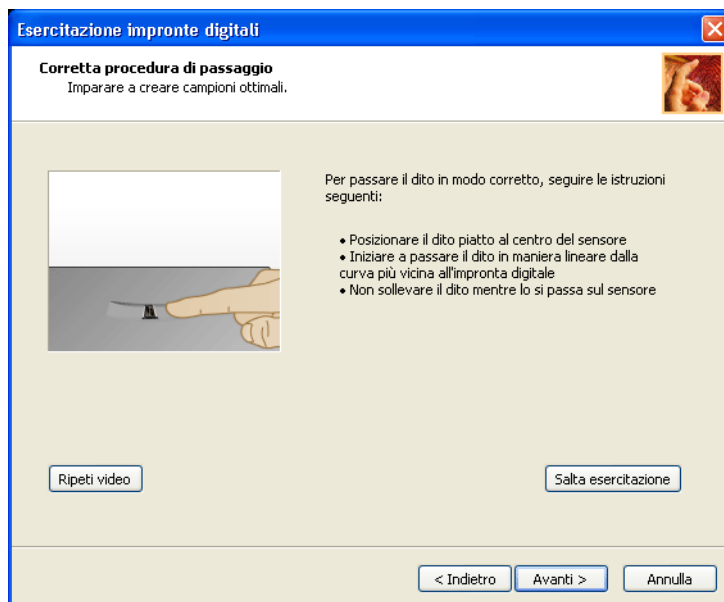 Esercitazione impronte digitali
Corretta procedura di passaggio
Imparare a creare campioni ottimali.
Per passare il dito in modo corretto, seguire le istruzioni
seguenti:
• Posizionare il dito piatto al centro del sensore
• Iniziare a passare il dito in maniera lineare dalla
curva più vicina all'impronta digitale
• Non sollevare il dito mentre lo si passa sul sensore
Ripeti video
Salta esercitazione
< Indietro
Avanti >
Annulla